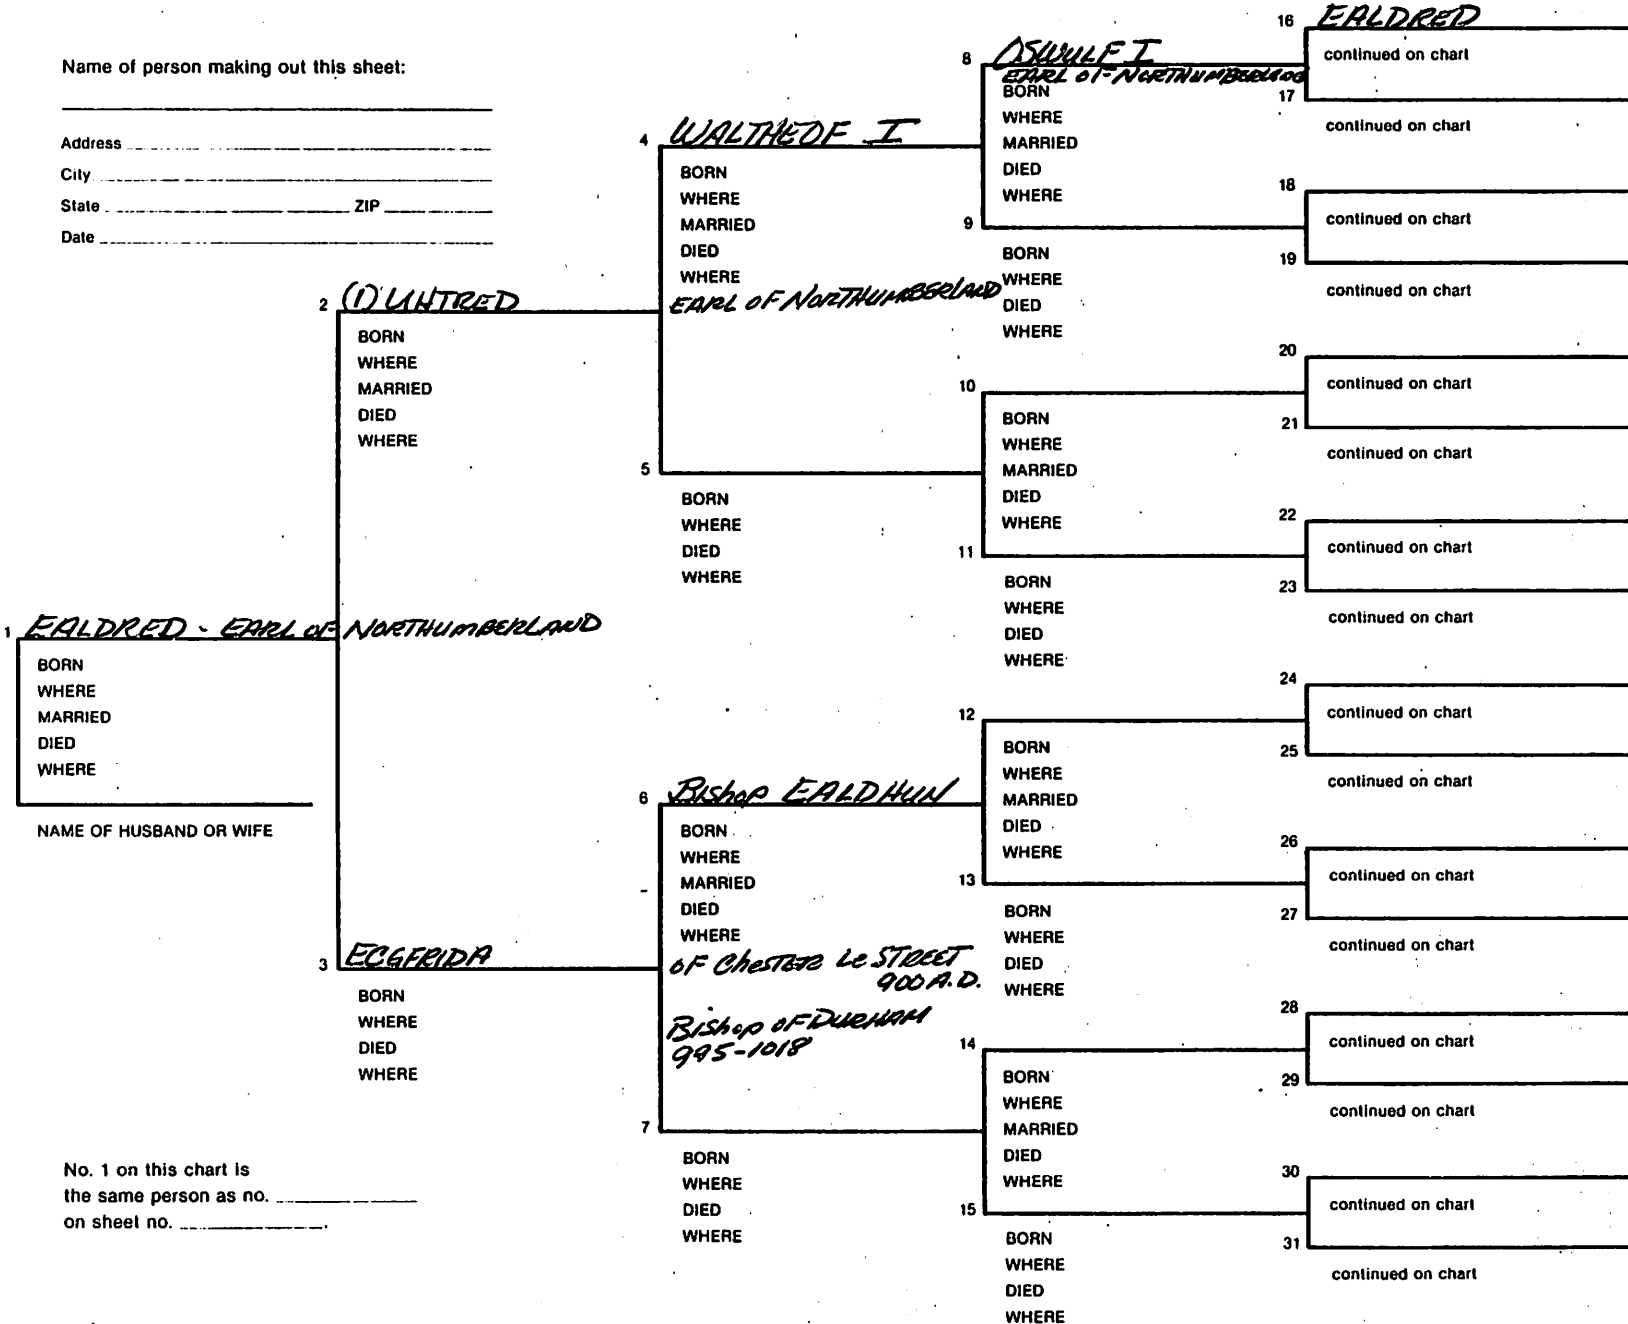 Name of person making out this sheet:
Address
City
State ZIP
Date
1 EALDRED - EARL OF NORTHUMBERLAND
BORN
WHERE
MARRIED
DIED
WHERE
NAME OF HUSBAND OR WIFE
No. 1 on this chart is
the same person as no.
on sheet no. .
2 (1) UHTRED
BORN
WHERE
MARRIED
DIED
WHERE
3 ECGFRIDA
BORN
WHERE
DIED
WHERE
4 WALTHEOF I
BORN
WHERE
MARRIED
DIED
WHERE
EARL OF NORTHUMBERLAND
5
BORN
WHERE
DIED
WHERE
6 Bishop EALDHUN
BORN
WHERE
MARRIED
DIED
WHERE
OF CHESTER Le STREET
900 A.D.
Bishop OF DURHAM
995-1018
7
BORN
WHERE
DIED
WHERE
8 OSWULF I
EARL OF NORTHUMBERLAND
BORN
WHERE
MARRIED
DIED
WHERE
9
BORN
WHERE
DIED
WHERE
10
BORN
WHERE
MARRIED
DIED
WHERE
11
BORN
WHERE
DIED
WHERE
12
BORN
WHERE
MARRIED
DIED
WHERE
13
BORN
WHERE
DIED
WHERE
14
BORN
WHERE
MARRIED
DIED
WHERE
15
BORN
WHERE
DIED
WHERE
16 EALDRED
continued on chart
17
continued on chart
18
continued on chart
19
continued on chart
20
continued on chart
21
continued on chart
22
continued on chart
23
continued on chart
24
continued on chart
25
continued on chart
26
continued on chart
27
continued on chart
28
continued on chart
29
continued on chart
30
continued on chart
31
continued on chart